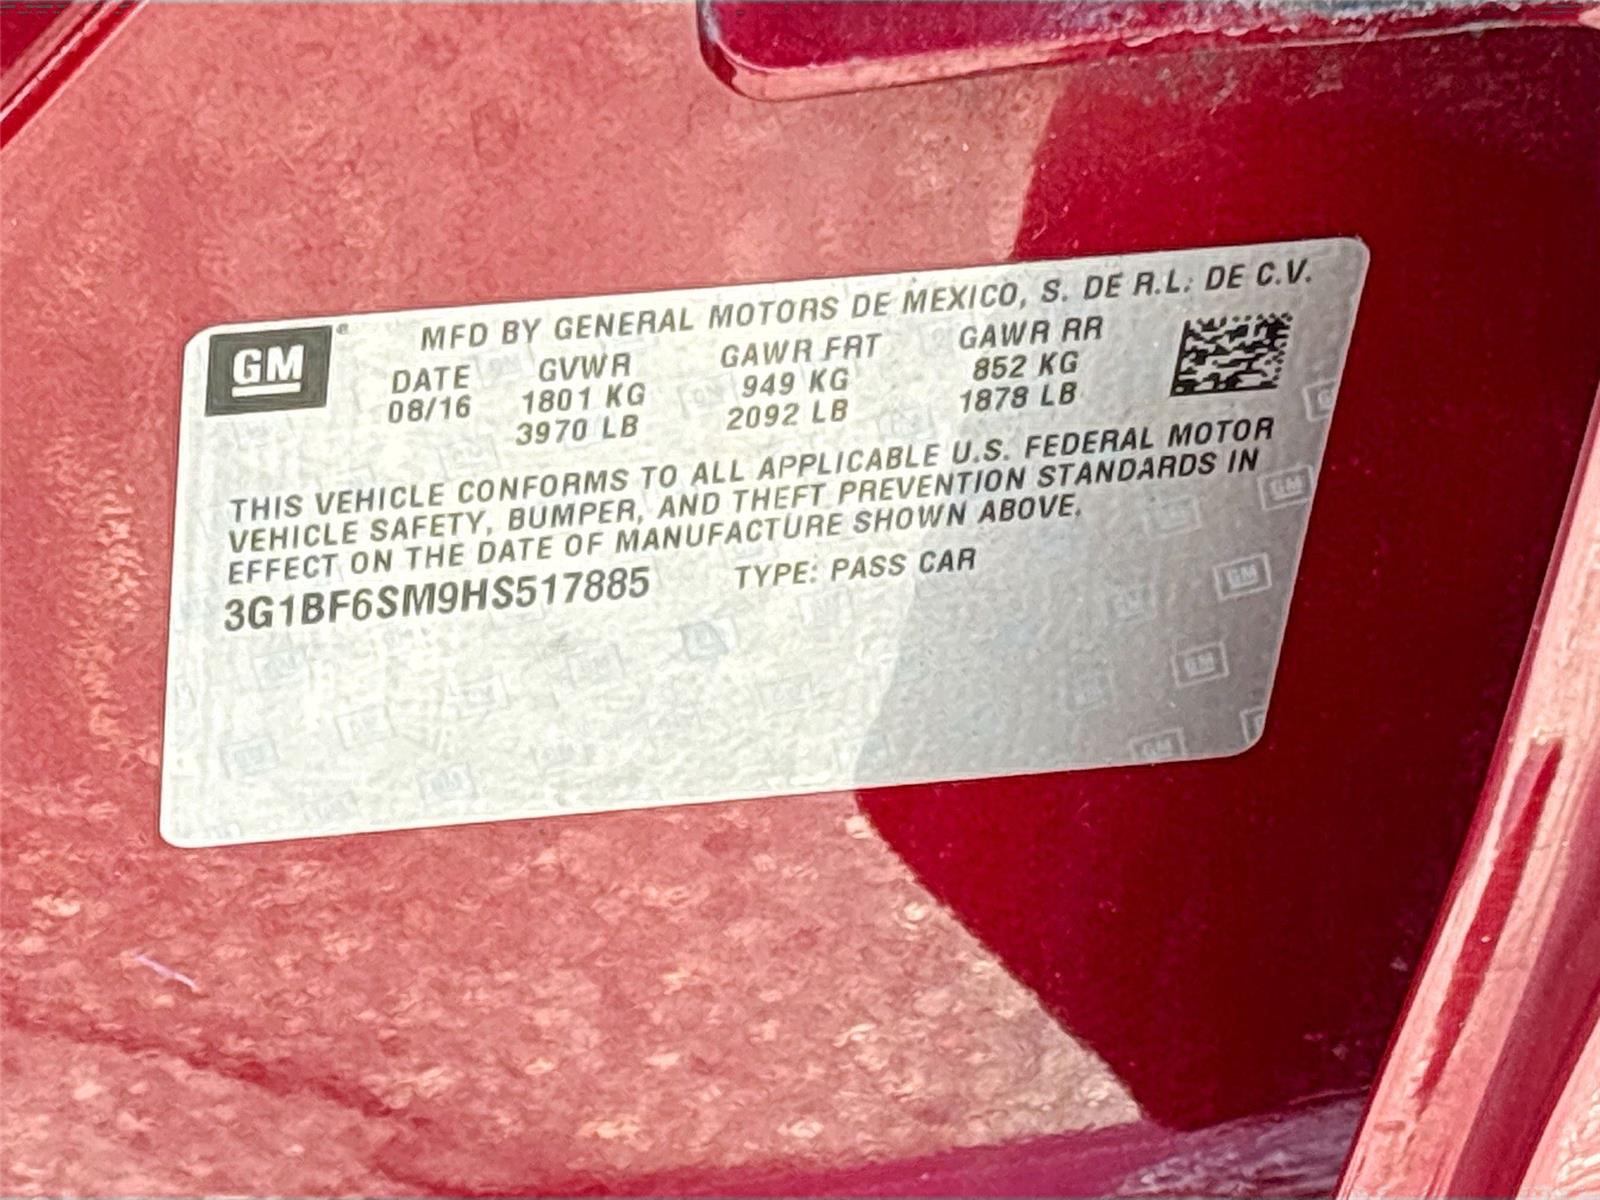 GM ®
MFD BY GENERAL MOTORS DE MEXICO, S. DE R.L. DE C.V.
DATE GVWR GAWR FRT GAWR RR
08/16 1801 KG 949 KG 852 KG
3970 LB 2092 LB 1878 LB
THIS VEHICLE CONFORMS TO ALL APPLICABLE U.S. FEDERAL MOTOR
VEHICLE SAFETY, BUMPER, AND THEFT PREVENTION STANDARDS IN
EFFECT ON THE DATE OF MANUFACTURE SHOWN ABOVE.
3G1BF6SM9HS517885 TYPE: PASS CAR